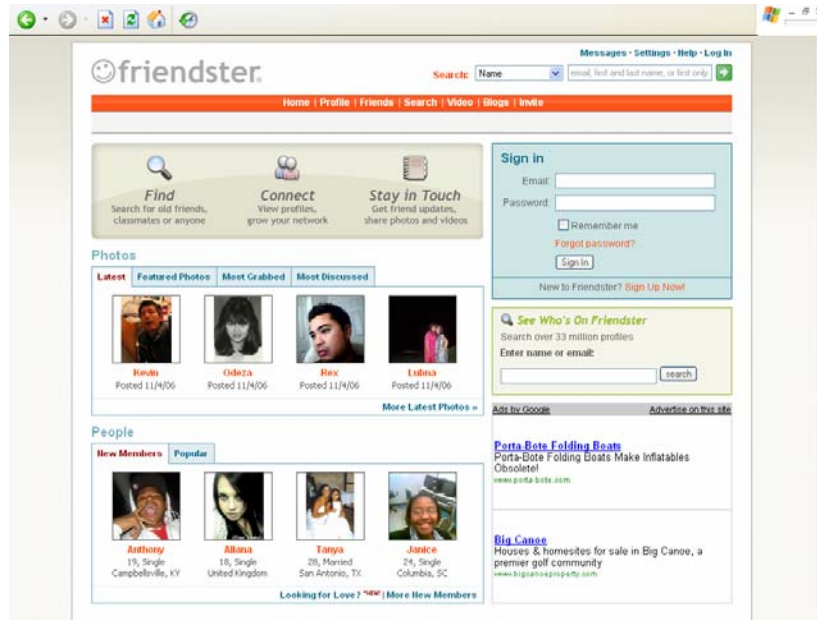 Messages · Settings · Help · Log In
friendster.
Search: Name email, first and last name, or first only
Home | Profile | Friends | Search | Video | Blogs | Invite
Find
Search for old friends,
classmates or anyone
Connect
View profiles,
grow your network
Stay in Touch
Get friend updates,
share photos and videos
Sign in
Email:
Password:
Remember me
Forgot password?
Sign In
New to Friendster? Sign Up Now!
Photos
Latest Featured Photos Most Grabbed Most Discussed
Kevin
Posted 11/4/06
Odeza
Posted 11/4/06
Rex
Posted 11/4/06
Lubna
Posted 11/4/06
More Latest Photos »
See Who's On Friendster
Search over 33 million profiles
Enter name or email:
search
Ads by Google Advertise on this site
Porta-Bote Folding Boats
Porta-Bote Folding Boats Make Inflatables
Obsolete!
www.porta-bote.com
Big Canoe
Houses & homesites for sale in Big Canoe, a
premier golf community
www.bigcanoeproperty.com
People
New Members Popular
Anthony
19, Single
Campbellsville, KY
Allana
18, Single
United Kingdom
Tanya
28, Married
San Antonio, TX
Janice
24, Single
Columbia, SC
Looking for Love? *NEW! | More New Members